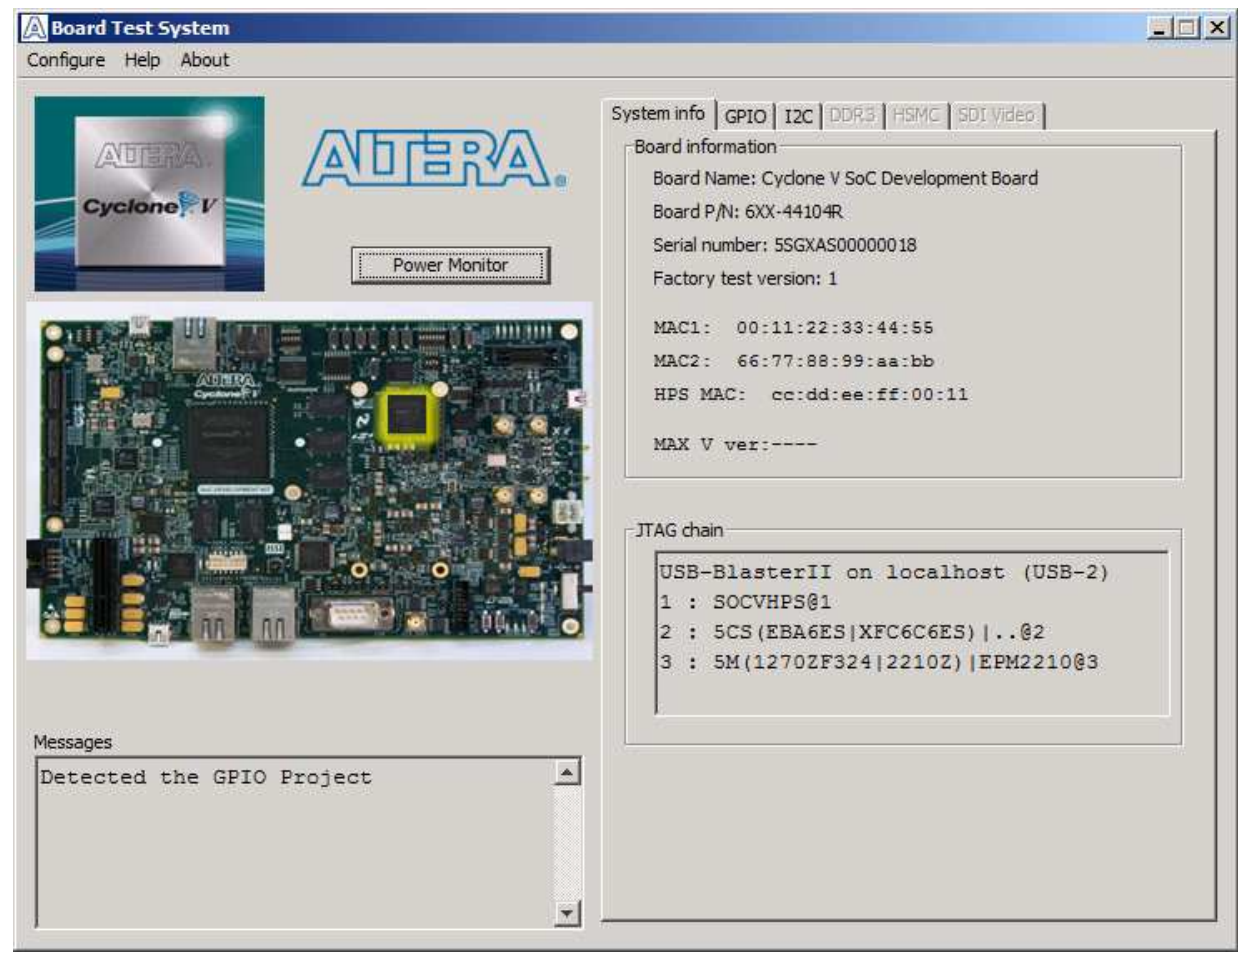 Board Test System
Configure Help About
ALTERA.
Cyclone V
ALTERA®
Power Monitor
ALTERA
Cyclone V
System info GPIO I2C DDR3 HSMC SDI Video
Board information
Board Name: Cyclone V SoC Development Board
Board P/N: 6XX-44104R
Serial number: 5SGXAS00000018
Factory test version: 1
MAC1: 00:11:22:33:44:55
MAC2: 66:77:88:99:aa:bb
HPS MAC: cc:dd:ee:ff:00:11
MAX V ver:----
JTAG chain
USB-BlasterII on localhost (USB-2)
1 : SOCVHPS@1
2 : 5CS(EBA6ES|XFC6C6ES)|..@2
3 : 5M(1270ZF324|2210Z)|EPM2210@3
Messages
Detected the GPIO Project